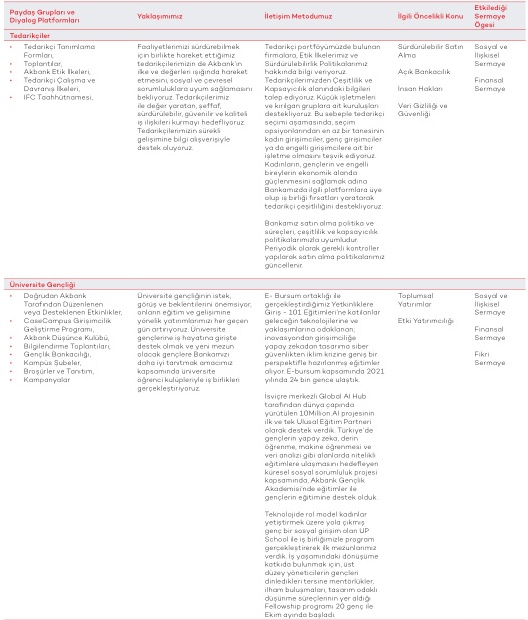 Paydaş Grupları ve
Diyalog Platformları
Yaklaşımımız
İletişim Metodumuz
İlgili Öncelikli Konu
Etkilediği
Sermaye
Ögesi
Tedarikçiler
• Tedarikçi Tanımlama
Formları,
• Toplantılar,
• Akbank Etik İlkeleri,
• Tedarikçi Çalışma ve
Davranış İlkeleri,
• IFC Taahhütnamesi,
Faaliyetlerimizi sürdürebilmek
için birlikte hareket ettiğimiz
tedarikçilerimizin de Akbank'ın
ilke ve değerleri ışığında hareket
etmesini, sosyal ve çevresel
sorumluluklara uyum sağlamasını
bekliyoruz. Tedarikçilerimiz
ile değer yaratan, şeffaf,
sürdürülebilir, güvenilir ve kaliteli
iş ilişkileri kurmayı hedefliyoruz.
Tedarikçilerimizin sürekli
gelişimine bilgi alışverişiyle
destek oluyoruz.
Tedarikçi portföyümüzde bulunan
firmalara, Etik İlkelerimiz ve
Sürdürülebilirlik Politikalarımız
hakkında bilgi veriyoruz.
Tedarikçilerimizden Çeşitlilik ve
Kapsayıcılık alanındaki bilgileri
talep ediyoruz. Küçük işletmeleri
ve kırılgan gruplara ait kuruluşları
destekliyoruz. Bu sebeple tedarikçi
seçimi aşamasında, seçim
opsiyonlarından en az bir tanesinin
kadın girişimciler, genç girişimciler
ya da engelli girişimcilere ait bir
işletme olmasını teşvik ediyoruz.
Kadınların, gençlerin ve engelli
bireylerin ekonomik alanda
güçlenmesini sağlamak adına
Bankamızda ilgili platformlara üye
olup iş birliği fırsatları yaratarak
tedarikçi çeşitliliğini destekliyoruz.
Bankamız satın alma politika ve
süreçleri, çeşitlilik ve kapsayıcılık
politikalarımızla uyumludur.
Periyodik olarak gerekli kontroller
yapılarak satın alma politikalarımız
güncellenir.
Sürdürülebilir Satın
Alma
Açık Bankacılık
İnsan Hakları
Veri Gizliliği ve
Güvenliği
Sosyal ve
İlişkisel
Sermaye
Finansal
Sermaye
Üniversite Gençliği
• Doğrudan Akbank
Tarafından Düzenlenen
veya Desteklenen Etkinlikler,
• CaseCampus Girişimcilik
Geliştirme Programı,
• Akbank Düşünce Kulübü,
• Bilgilendirme Toplantıları,
• Gençlik Bankacılığı,
• Kampüs Şubeler,
• Broşürler ve Tanıtım,
• Kampanyalar
Üniversite gençliğinin istek,
görüş ve beklentilerini önemsiyor,
onların eğitim ve gelişimine
yönelik yatırımlarımızı her geçen
gün artırıyoruz. Üniversite
gençlerine iş hayatına girişte
destek olmak ve yeni mezun
olacak gençlere Bankamızı
daha iyi tanıtmak amacımız
kapsamında üniversite
öğrenci kulüpleriyle iş birlikleri
gerçekleştiriyoruz.
E- Bursum ortaklığı ile
gerçekleştirdiğimiz Yetkinliklere
Giriş – 101 Eğitimleri'ne katılanlar
geleceğin teknolojilerine ve
yaklaşımlarına odaklanan;
inovasyondan girişimciliğe
yapay zekadan tasarıma siber
güvenlikten iklim krizine geniş bir
perspektifle hazırlanmış eğitimler
alıyor. E-bursum kapsamında 2021
yılında 24 bin gence ulaştık.
İsviçre merkezli Global AI Hub
tarafından dünya çapında
yürütülen 10Million.AI projesinin
ilk ve tek Ulusal Eğitim Partneri
olarak destek verdik. Türkiye'de
gençlerin yapay zeka, derin
öğrenme, makine öğrenmesi ve
veri analizi gibi alanlarda nitelikli
eğitimlere ulaşmasını hedefleyen
küresel sosyal sorumluluk projesi
kapsamında, Akbank Gençlik
Akademisi'nde eğitimler ile
gençlerin eğitimine destek olduk.
Teknolojide rol model kadınlar
yetiştirmek üzere yola çıkmış
genç bir sosyal girişim olan UP
School ile iş birliğimizle program
gerçekleştirerek ilk mezunlarımızı
verdik. İş yaşamındaki dönüşüme
katkıda bulunmak için, üst
düzey yöneticilerin gençleri
dinledikleri tersine mentorlükler,
ilham buluşmaları, tasarım odaklı
düşünme süreçlerinin yer aldığı
Fellowship programı 20 genç ile
Ekim ayında başladı.
Toplumsal
Yatırımlar
Etki Yatırımcılığı
Sosyal ve
İlişkisel
Sermaye
Finansal
Sermaye
Fikri
Sermaye